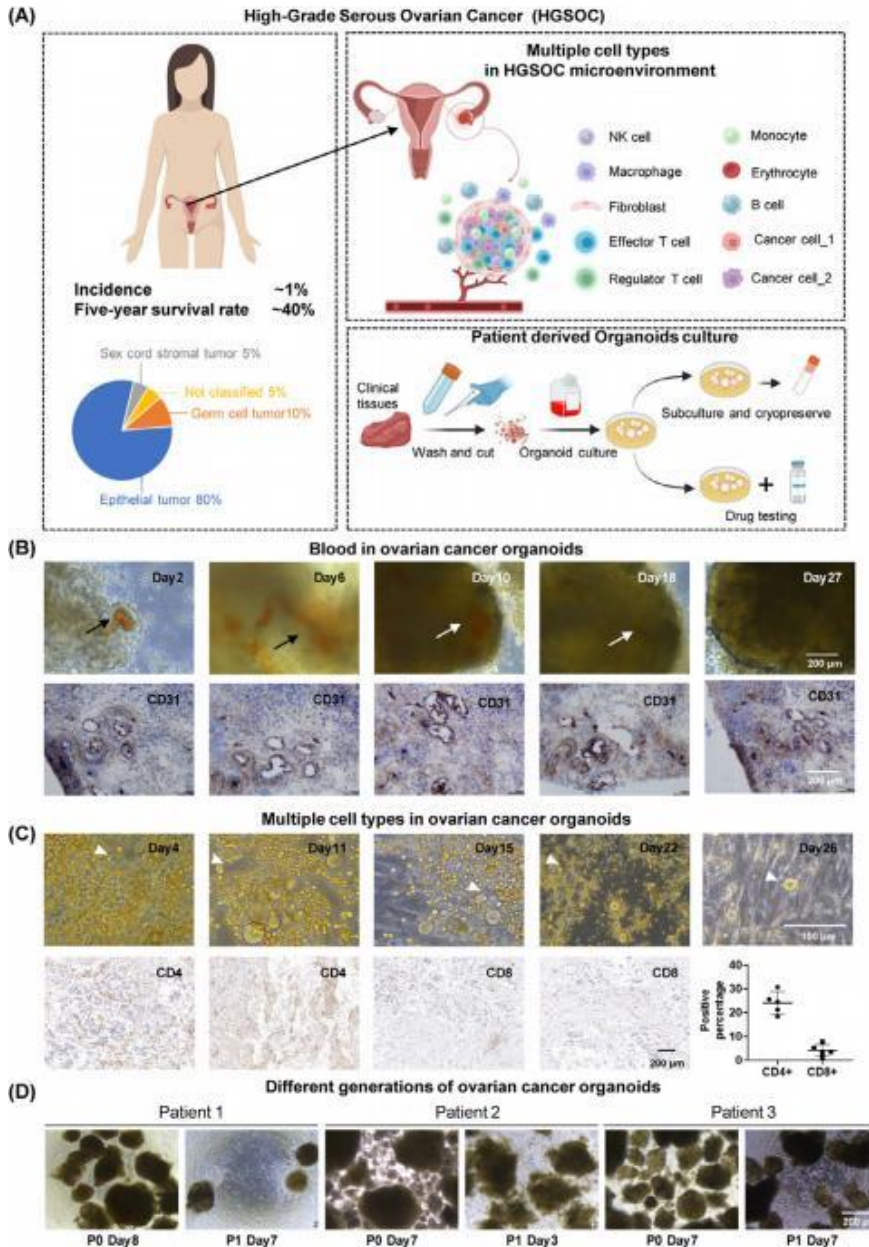 (A)
High-Grade Serous Ovarian Cancer (HGSOC)
Incidence ~1%
Five-year survival rate ~40%
Sex cord stromal tumor 5%
Not classified 5%
Germ cell tumor10%
Epithelial tumor 80%
Multiple cell types
in HGSOC microenvironment
NK cell
Monocyte
Macrophage
Erythrocyte
Fibroblast
B cell
Effector T cell
Cancer cell_1
Regulator T cell
Cancer cell_2
Patient derived Organoids culture
Clinical
tissues
Wash and cut
Organoid culture
Subculture and cryopreserve
Drug testing
(B)
Blood in ovarian cancer organoids
Day2
Day6
Day10
Day18
Day27
200 μm
CD31
CD31
CD31
CD31
CD31
200 μm
(C)
Multiple cell types in ovarian cancer organoids
Day4
Day11
Day15
Day22
Day26
100 μm
CD4
CD4
CD8
CD8
200 μm
Positive
percentage
40
30
20
10
0
CD4+
CD8+
(D)
Different generations of ovarian cancer organoids
Patient 1
Patient 2
Patient 3
200 μm
P0 Day8
P1 Day7
P0 Day7
P1 Day3
P0 Day7
P1 Day7